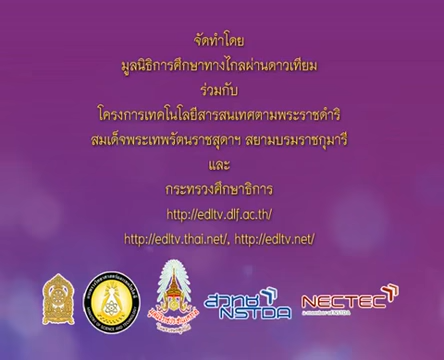 จัดทำโดย
มูลนิธิการศึกษาทางไกลผ่านดาวเทียม
ร่วมกับ
โครงการเทคโนโลยีสารสนเทศตามพระราชดำริ
สมเด็จพระเทพรัตนราชสุดาฯ สยามบรมราชกุมารี
และ
กระทรวงศึกษาธิการ
http://edltv.dlf.ac.th/
http://edltv.thai.net/, http://edltv.net/
สวทช
NSTDA
NECTEC
a member of NSTDA